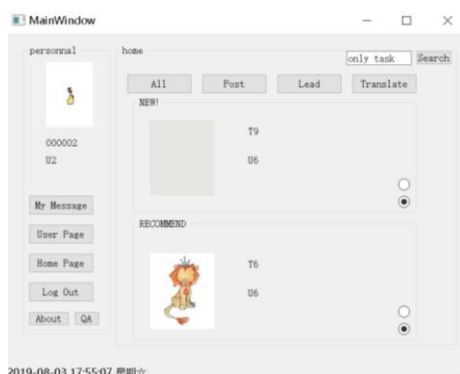 MainWindow
personnal
home
only task
Search
All
Post
Lead
Translate
NEW!
T9
000002
U2
U6
My Message
RECOMMEND
User Page
Home Page
T6
Log Out
U6
About
QA
2019-08-03 17:55:07 星期六